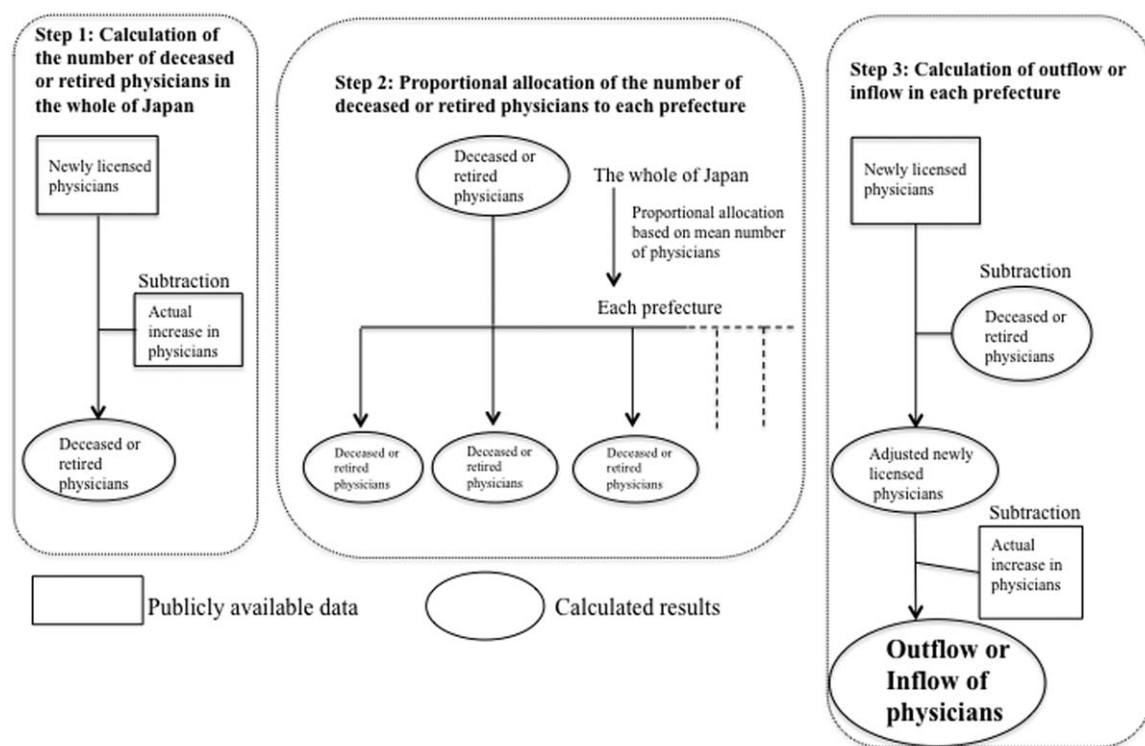 Step 1: Calculation of
the number of deceased
or retired physicians in
the whole of Japan
Newly licensed
physicians
Subtraction
Actual
increase in
physicians
Deceased or
retired
physicians
Step 2: Proportional allocation of the number of
deceased or retired physicians to each prefecture
Deceased or
retired
physicians
The whole of Japan
Proportional allocation
based on mean number
of physicians
Each prefecture
Deceased or
retired
physicians
Deceased or
retired
physicians
Deceased or
retired
physicians
Step 3: Calculation of outflow or
inflow in each prefecture
Newly licensed
physicians
Subtraction
Deceased or
retired
physicians
Adjusted newly
licensed
physicians
Subtraction
Actual
increase in
physicians
Outflow or
Inflow of
physicians
Publicly available data
Calculated results